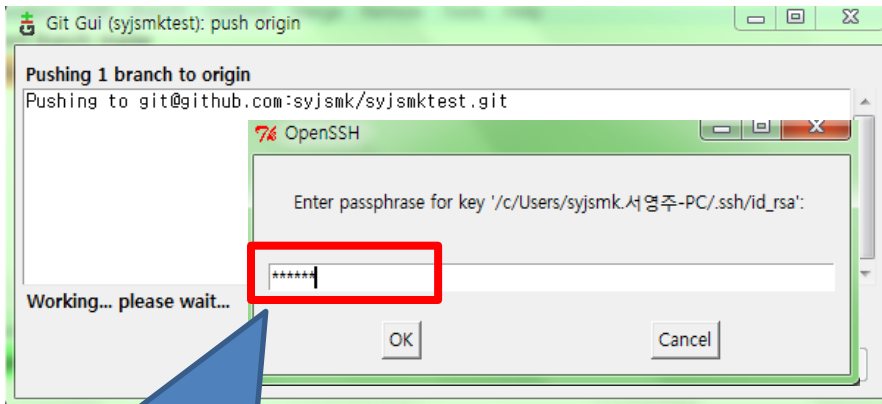 Git Gui (syjsmktest): push origin
Pushing 1 branch to origin
Pushing to git@github.com:syjsmk/syjsmktest.git
OpenSSH
Enter passphrase for key '/c/Users/syjsmk.서영주-PC/.ssh/id_rsa':
******
Working... please wait...
OK Cancel